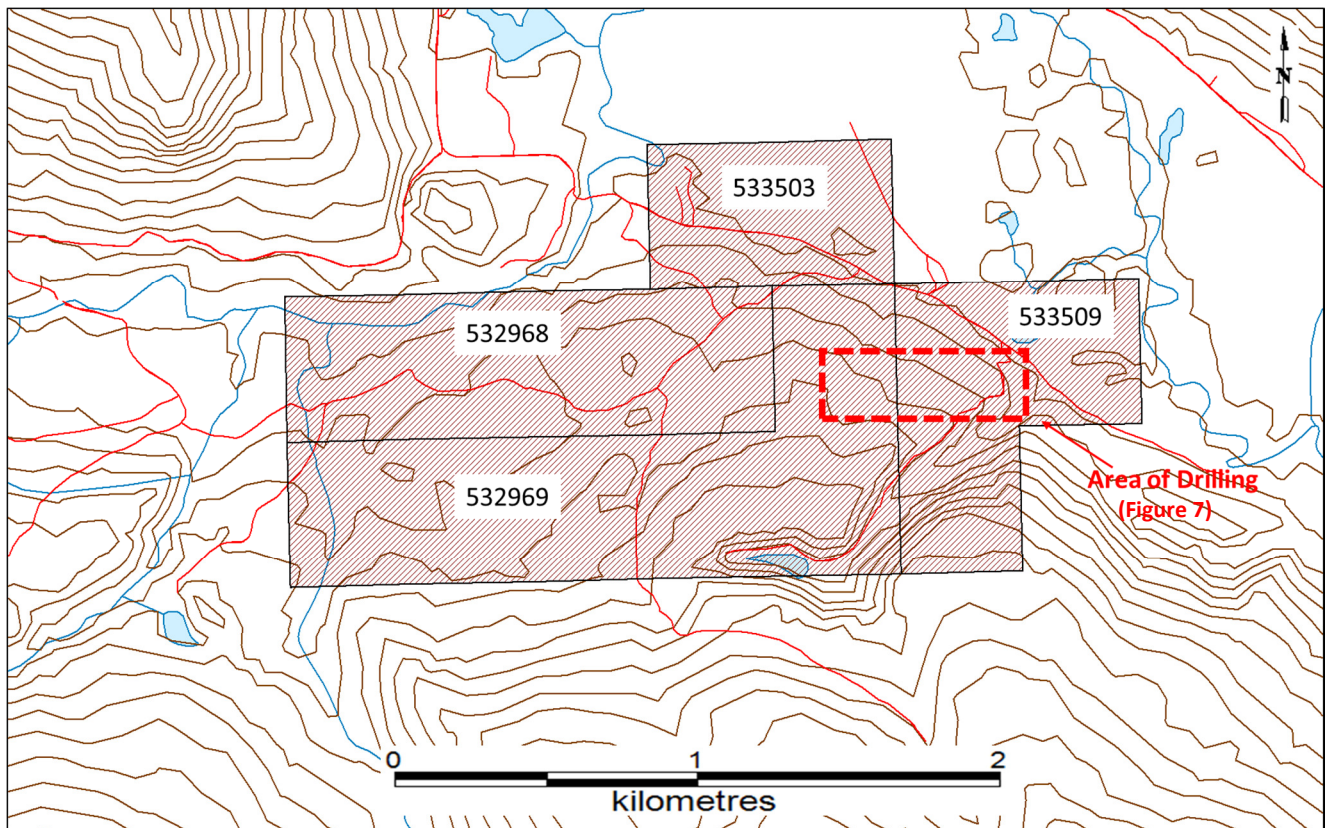 N
533503
533509
532968
532969
Area of Drilling
(Figure 7)
0 1 2
kilometres